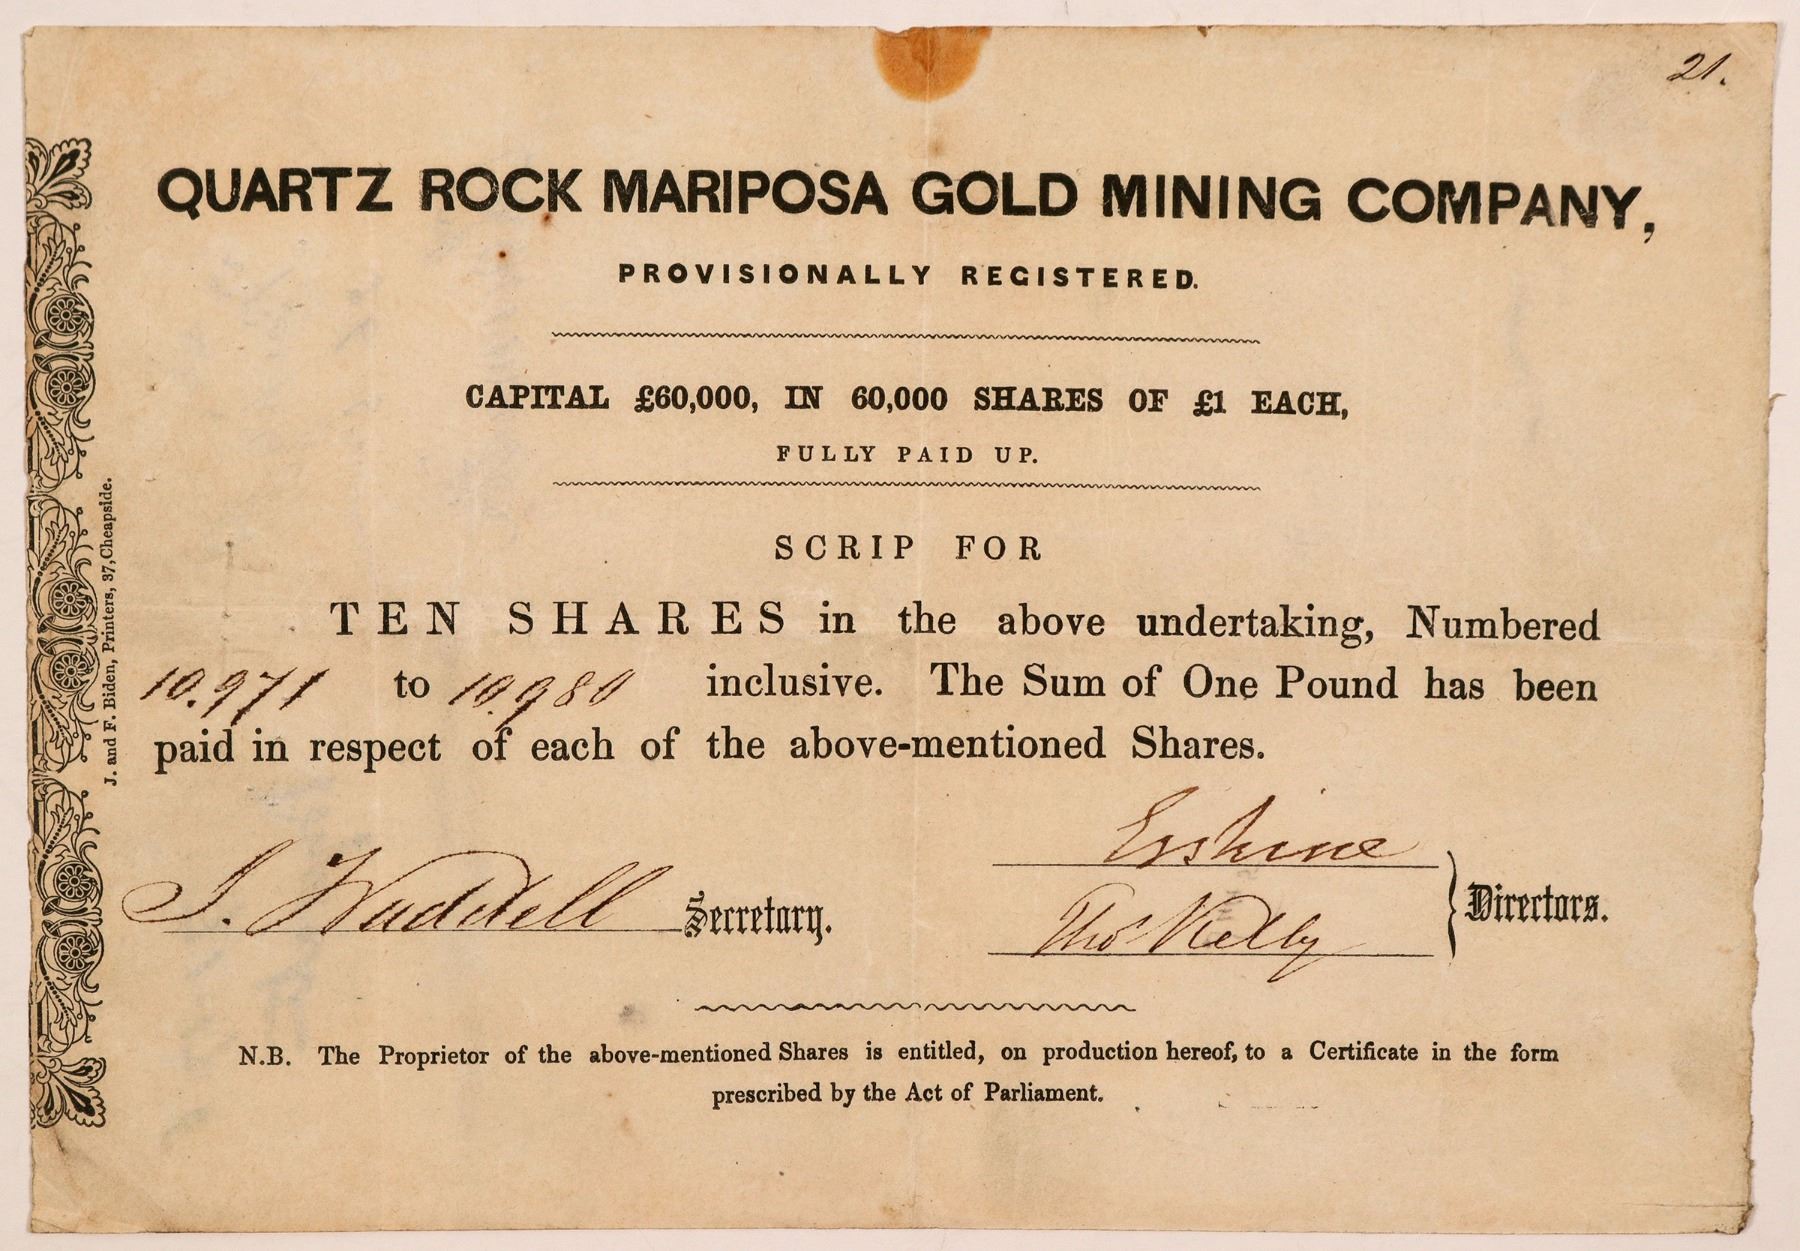 21.
QUARTZ ROCK MARIPOSA GOLD MINING COMPANY,
PROVISIONALLY REGISTERED.
CAPITAL £60,000, IN 60,000 SHARES OF £1 EACH,
FULLY PAID UP.
SCRIP FOR
TEN SHARES in the above undertaking, Numbered
10.971 to 10.980 inclusive. The Sum of One Pound has been
paid in respect of each of the above-mentioned Shares.
Erskine
J. Waddell Secretary.
Thos Kelly
Directors.
N.B. The Proprietor of the above-mentioned Shares is entitled, on production hereof, to a Certificate in the form
prescribed by the Act of Parliament.
J. and F. Biden, Printers, 37, Cheapside.